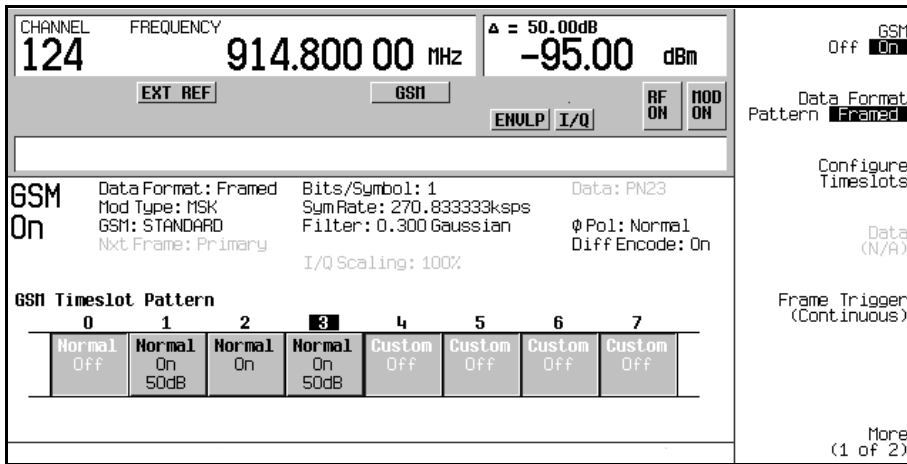 CHANNEL FREQUENCY Δ = 50.00dB
124 914.800 00 MHz -95.00 dBm
EXT REF GSM RF ON MOD ON
ENVLP I/Q
GSM On
Data Format: Framed Bits/Symbol: 1 Data: PN23
Mod Type: MSK Sym Rate: 270.833333ksps
GSM: STANDARD Filter: 0.300 Gaussian Φ Pol: Normal
Nxt Frame: Primary Diff Encode: On
I/Q Scaling: 100%
GSM Timeslot Pattern
0 1 2 3 4 5 6 7
Normal Normal Normal Normal Custom Custom Custom Custom
Off On On On Off Off Off Off
50dB 50dB
GSM
Off On
Data Format
Pattern Framed
Configure
Timeslots
Data
(N/A)
Frame Trigger
(Continuous)
More
(1 of 2)